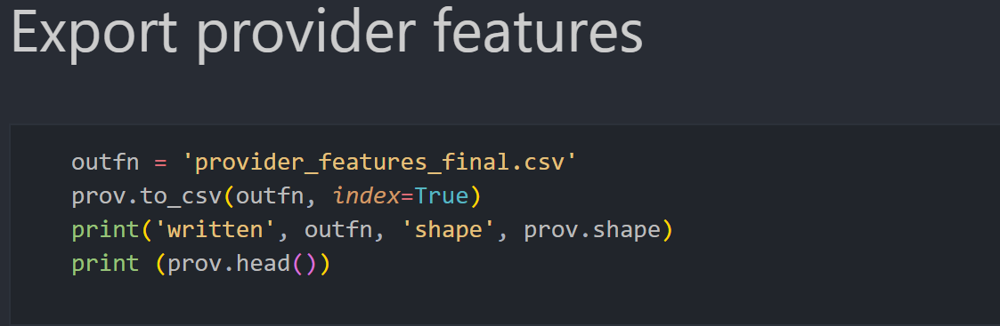 Export provider features
outfn = 'provider_features_final.csv'
prov.to_csv(outfn, index=True)
print('written', outfn, 'shape', prov.shape)
print (prov.head())